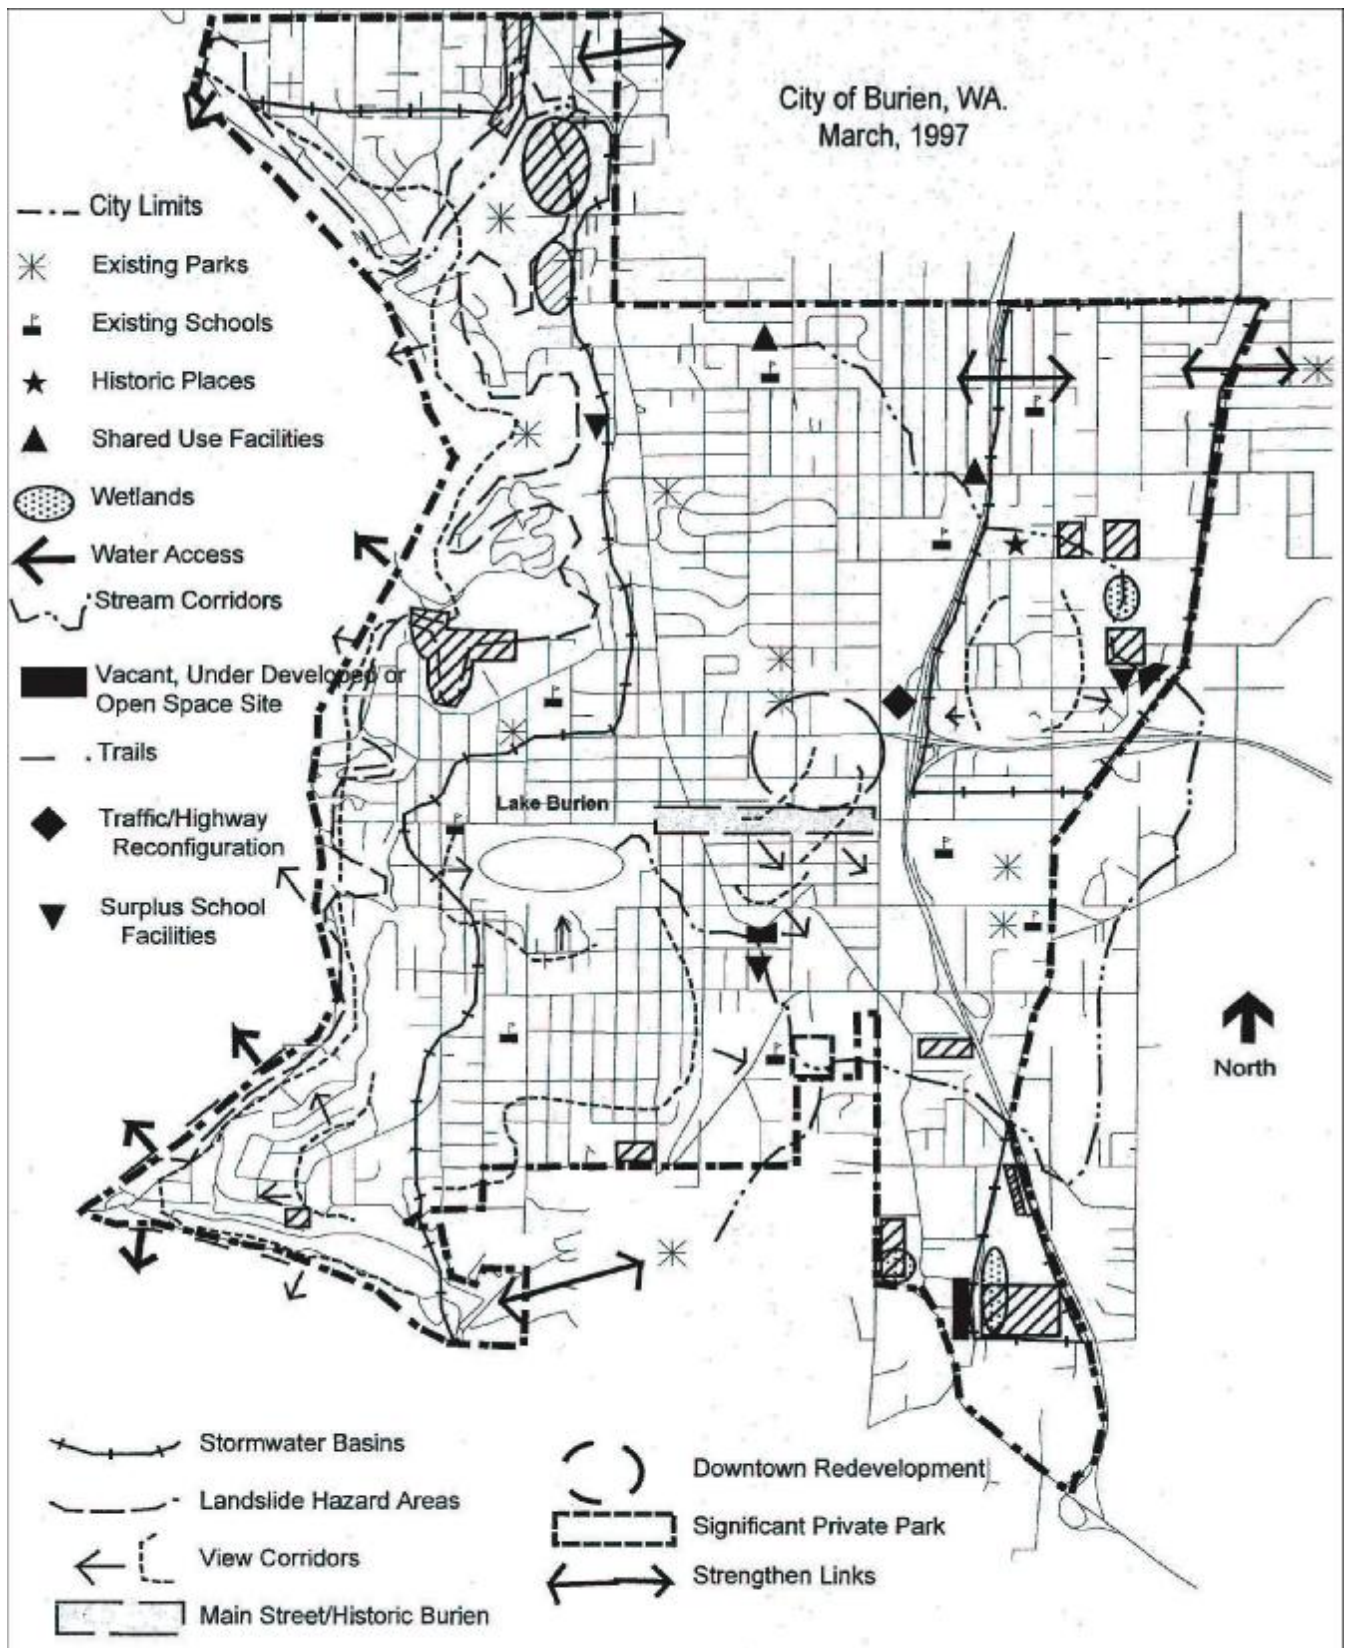 City of Burien, WA.
March, 1997
City Limits
Existing Parks
Existing Schools
Historic Places
Shared Use Facilities
Wetlands
Water Access
Stream Corridors
Vacant, Under Developed or
Open Space Site
Trails
Traffic/Highway
Reconfiguration
Surplus School
Facilities
Lake Burien
North
Stormwater Basins
Landslide Hazard Areas
View Corridors
Main Street/Historic Burien
Downtown Redevelopment
Significant Private Park
Strengthen Links